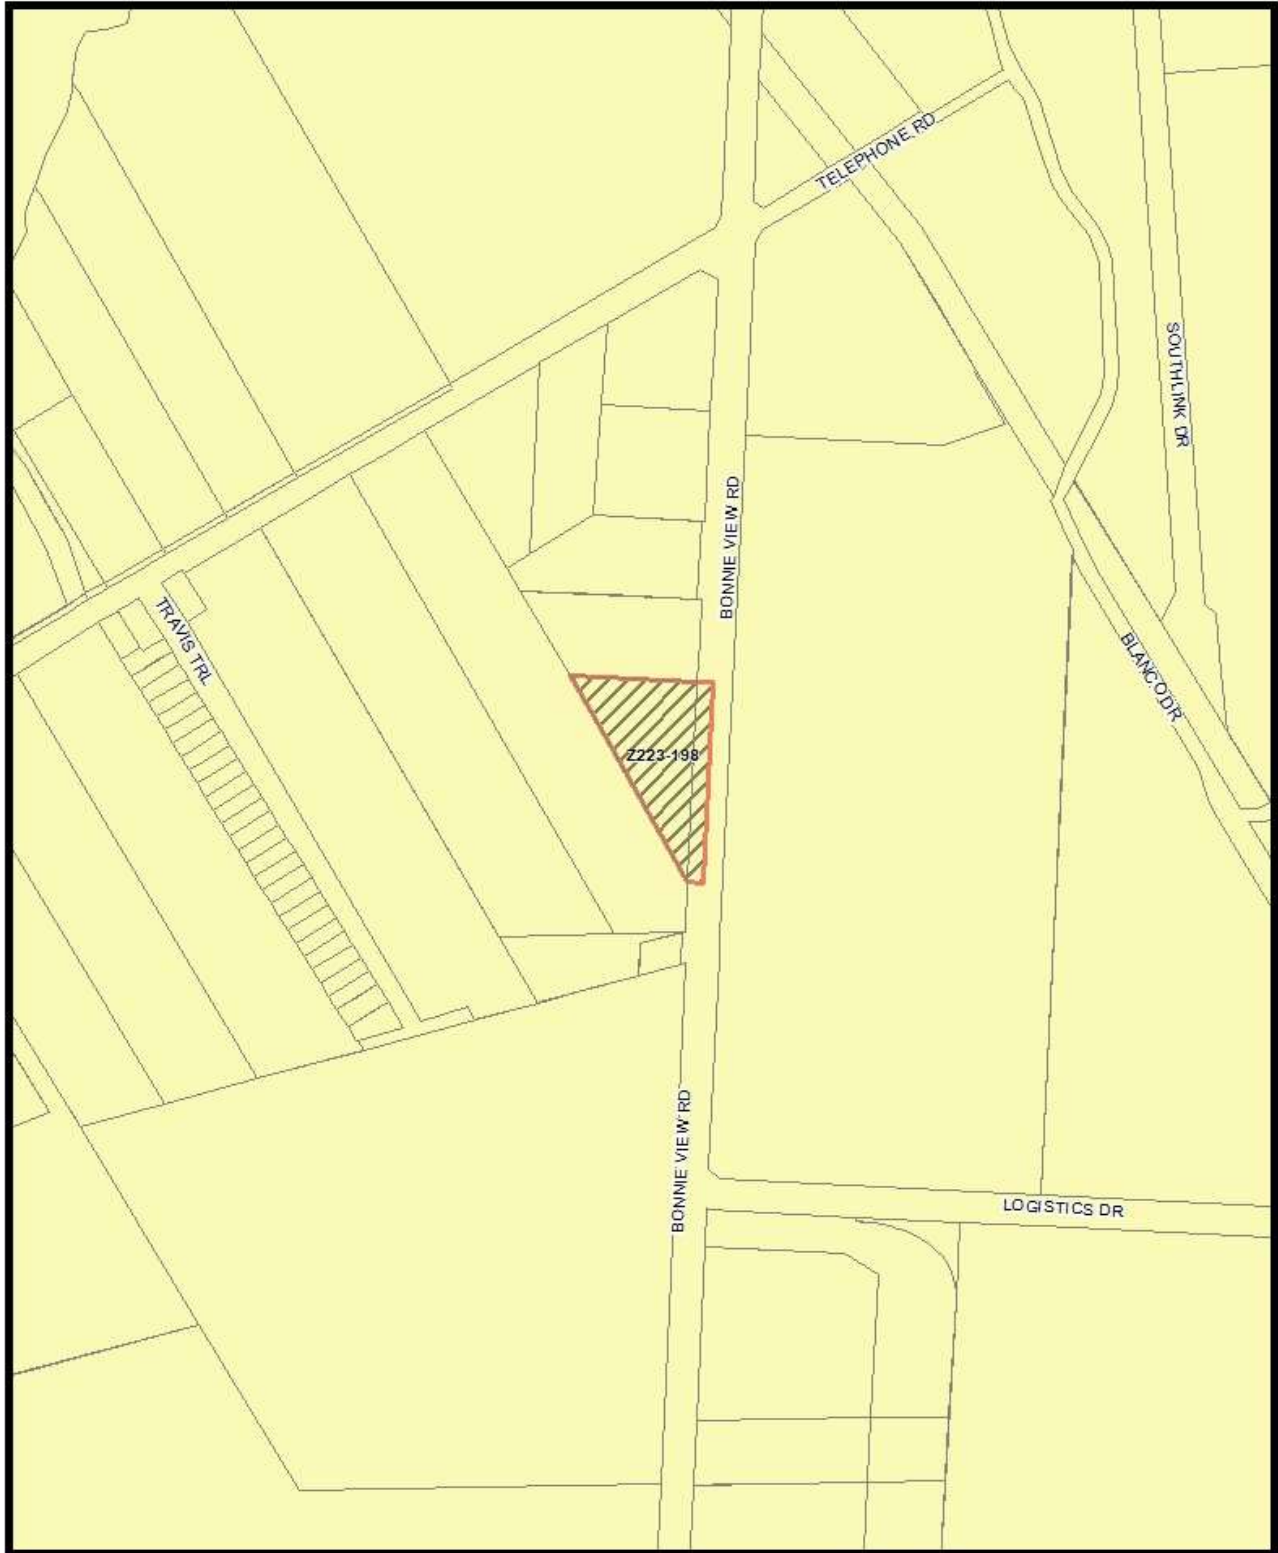 TELEPHONE RD
SOUTHLINK DR
BONNIE VIEW RD
TRAVIS TRL
BLANCO DR
Z223-198
BONNIE VIEW RD
LOGISTICS DR